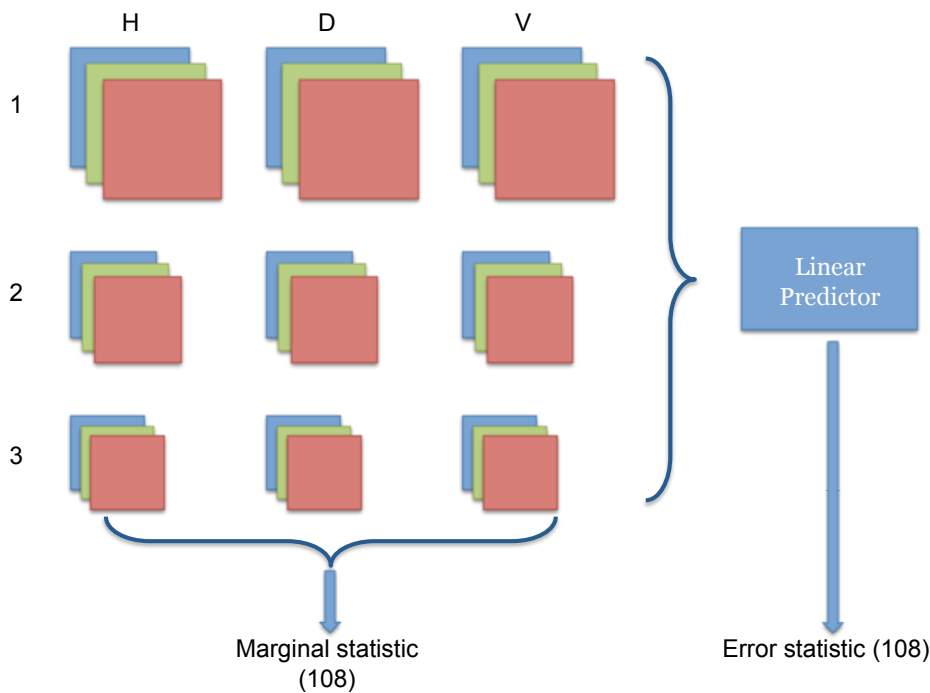 H D V
1
2
3
Linear
Predictor
Marginal statistic
(108)
Error statistic (108)